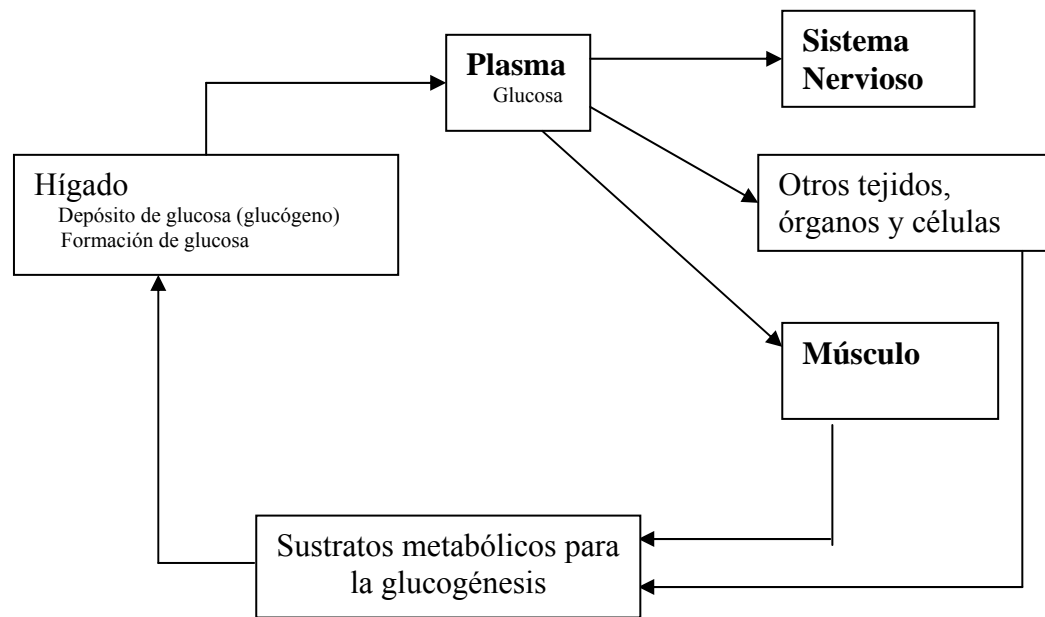 Plasma
Glucosa
Sistema
Nervioso
Hígado
Depósito de glucosa (glucógeno)
Formación de glucosa
Otros tejidos,
órganos y células
Músculo
Sustratos metabólicos para
la glucogénesis